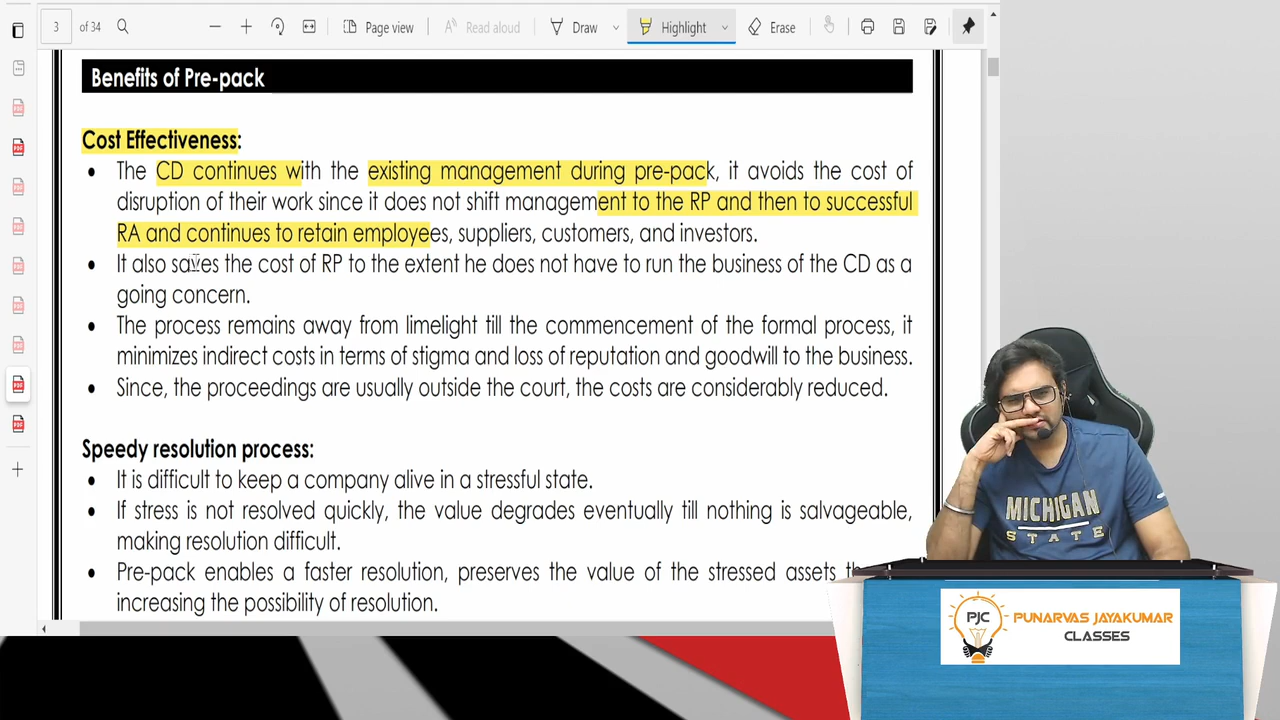 3 of 34 Page view Read aloud Draw Highlight Erase
Benefits of Pre-pack
Cost Effectiveness:
• The CD continues with the existing management during pre-pack, it avoids the cost of
disruption of their work since it does not shift management to the RP and then to successful
RA and continues to retain employees, suppliers, customers, and investors.
• It also saves the cost of RP to the extent he does not have to run the business of the CD as a
going concern.
• The process remains away from limelight till the commencement of the formal process, it
minimizes indirect costs in terms of stigma and loss of reputation and goodwill to the business.
• Since, the proceedings are usually outside the court, the costs are considerably reduced.
Speedy resolution process:
• It is difficult to keep a company alive in a stressful state.
• If stress is not resolved quickly, the value degrades eventually till nothing is salvageable,
making resolution difficult.
• Pre-pack enables a faster resolution, preserves the value of the stressed assets
increasing the possibility of resolution.
MICHIGAN
STATE
PJC
PUNARVAS JAYAKUMAR
CLASSES